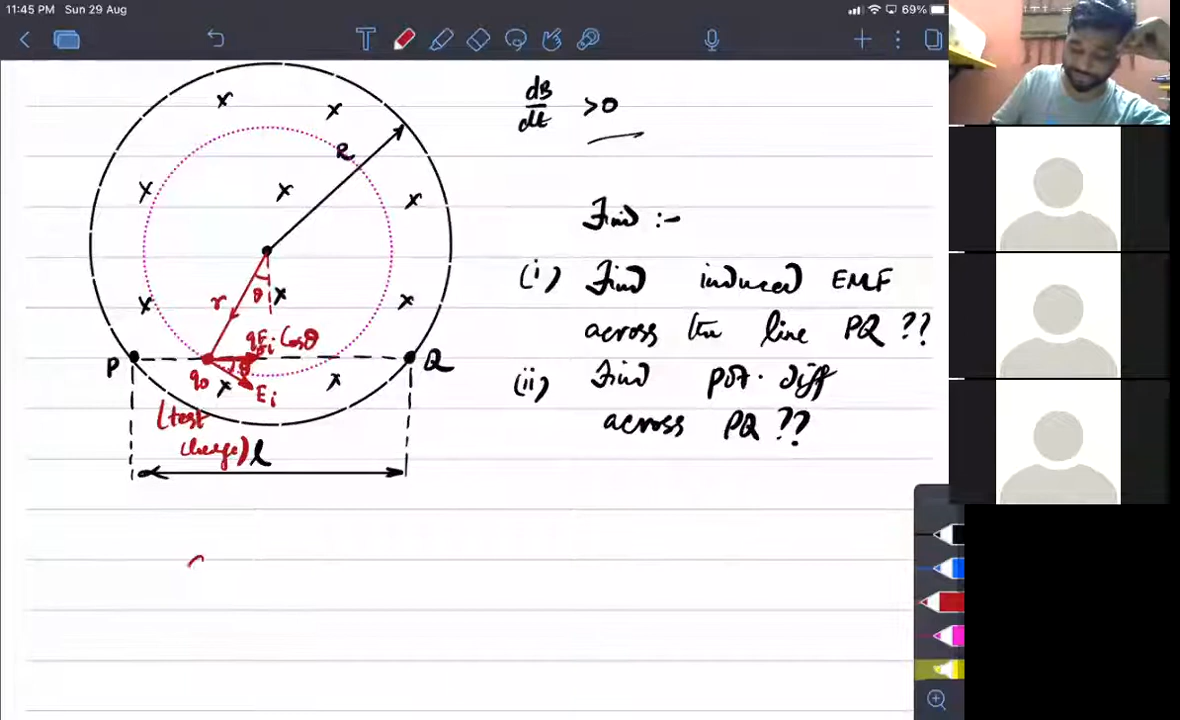 11:45 PM Sun 29 Aug
69%
T
x x
R
x x x
x x x
r θ
qEi Cosθ
P Q
q0 θ
x x
Ei
(test
charge)
l
dB/dt >0
Find :-
(i) Find induced EMF
across the line PQ ??
(ii) Find pot. diff
across PQ ??